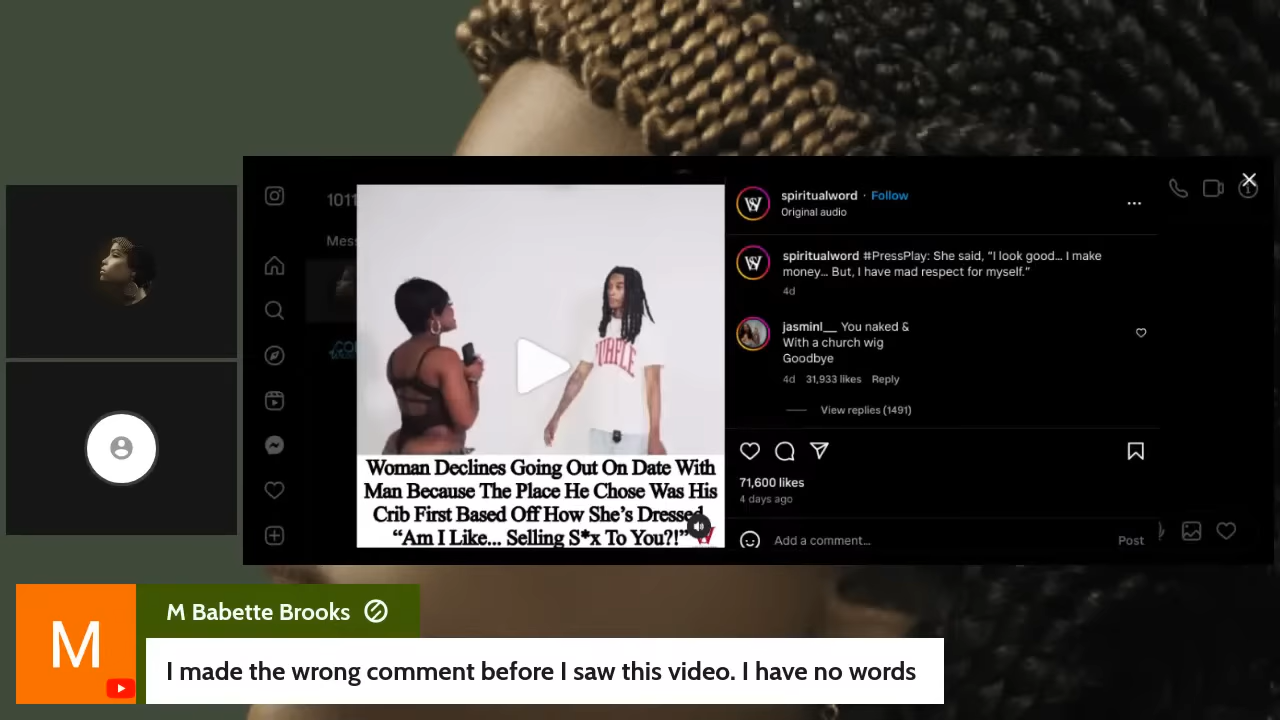 1011
Mess
spiritualword · Follow
Original audio
spiritualword #PressPlay: She said, “I look good... I make
money... But, I have mad respect for myself.”
4d
jasminl__ You naked &
With a church wig
Goodbye
4d 31,933 likes Reply
View replies (1491)
71,600 likes
4 days ago
Add a comment...
Post
PURPLE
Woman Declines Going Out On Date With
Man Because The Place He Chose Was His
Crib First Based Off How She’s Dressed
“Am I Like... Selling S*x To You?!”
M
M Babette Brooks
I made the wrong comment before I saw this video. I have no words